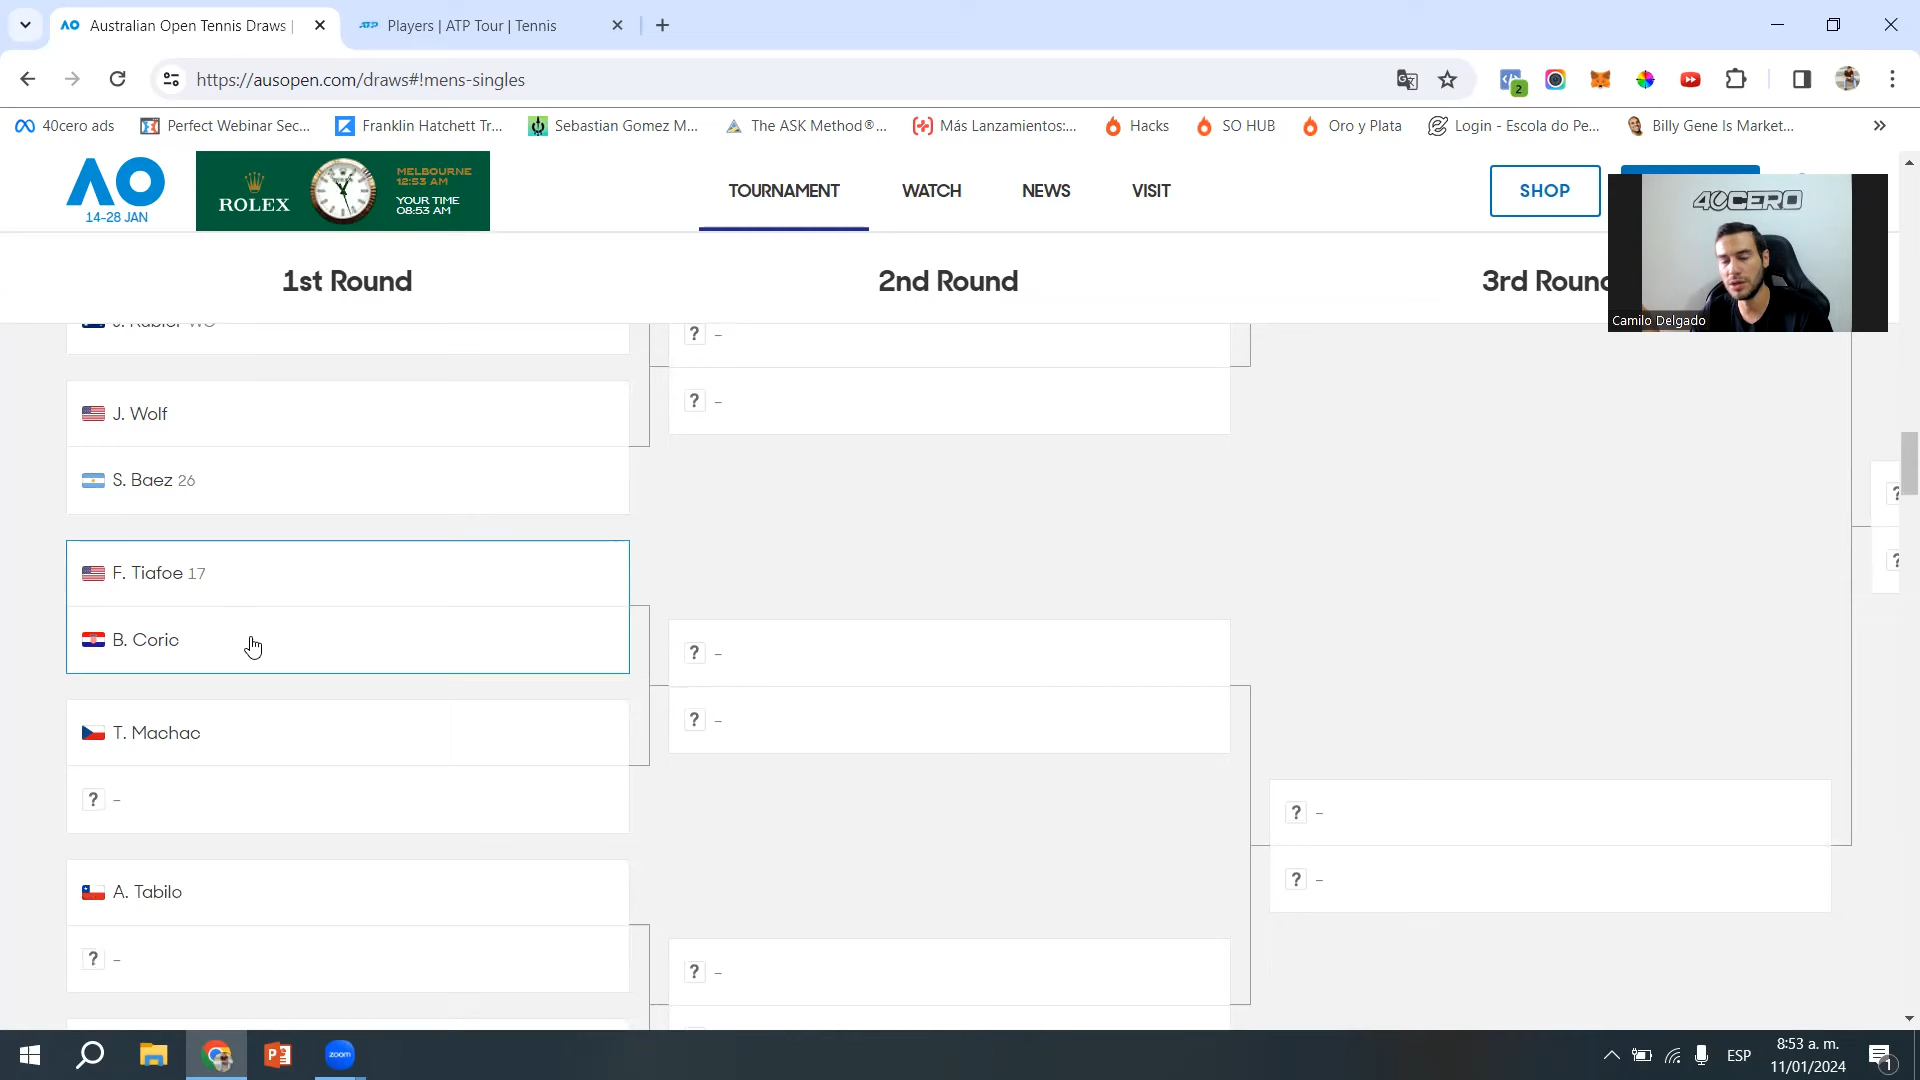 Australian Open Tennis Draws |
Players | ATP Tour | Tennis
https://ausopen.com/draws#!mens-singles
2
40cero ads
Perfect Webinar Sec...
Franklin Hatchett Tr...
Sebastian Gomez M...
The ASK Method®...
Más Lanzamientos:...
Hacks
SO HUB
Oro y Plata
Login - Escola do Pe...
Billy Gene Is Market...
AO
14-28 JAN
ROLEX
MELBOURNE
12:53 AM
YOUR TIME
08:53 AM
TOURNAMENT
WATCH
NEWS
VISIT
SHOP
40CERO
Camilo Delgado
1st Round
2nd Round
3rd Round
? –
? –
J. Wolf
S. Baez 26
?
?
F. Tiafoe 17
B. Coric
? –
? –
T. Machac
? –
? –
? –
A. Tabilo
? –
? –
P
zoom
ESP
8:53 a. m.
11/01/2024
1